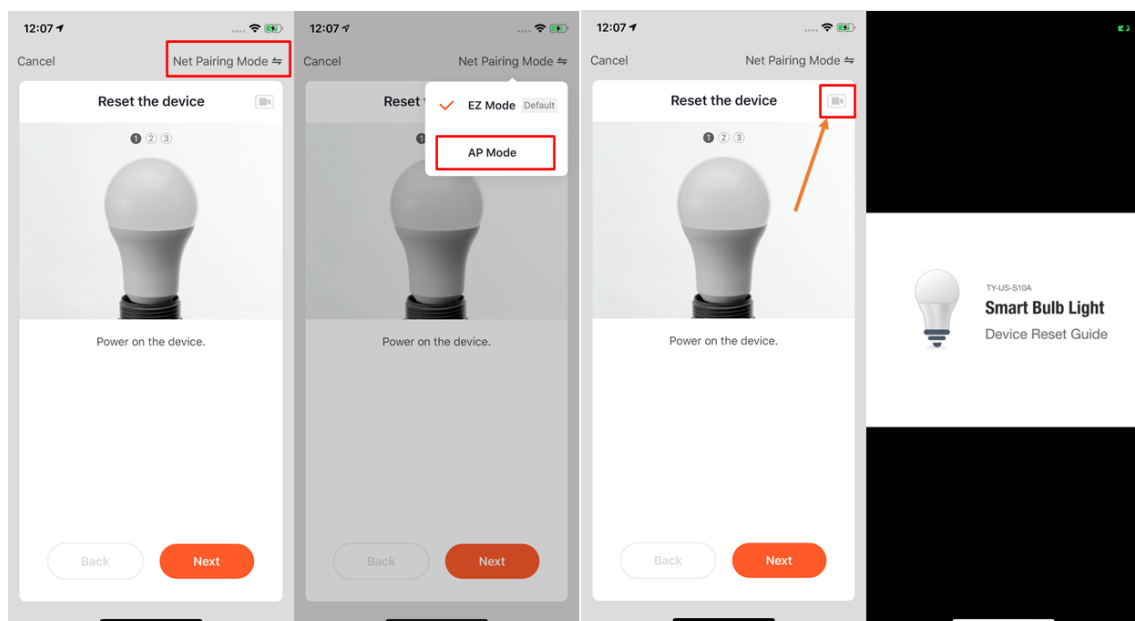 12:07
Cancel
Net Pairing Mode ⇋
Reset the device
1 2 3
Power on the device.
Back
Next
12:07
Cancel
Net Pairing Mode ⇋
Reset
EZ Mode Default
AP Mode
1
Power on the device.
Back
Next
12:07
Cancel
Net Pairing Mode ⇋
Reset the device
1 2 3
Power on the device.
Back
Next
TY-US-S10A
Smart Bulb Light
Device Reset Guide